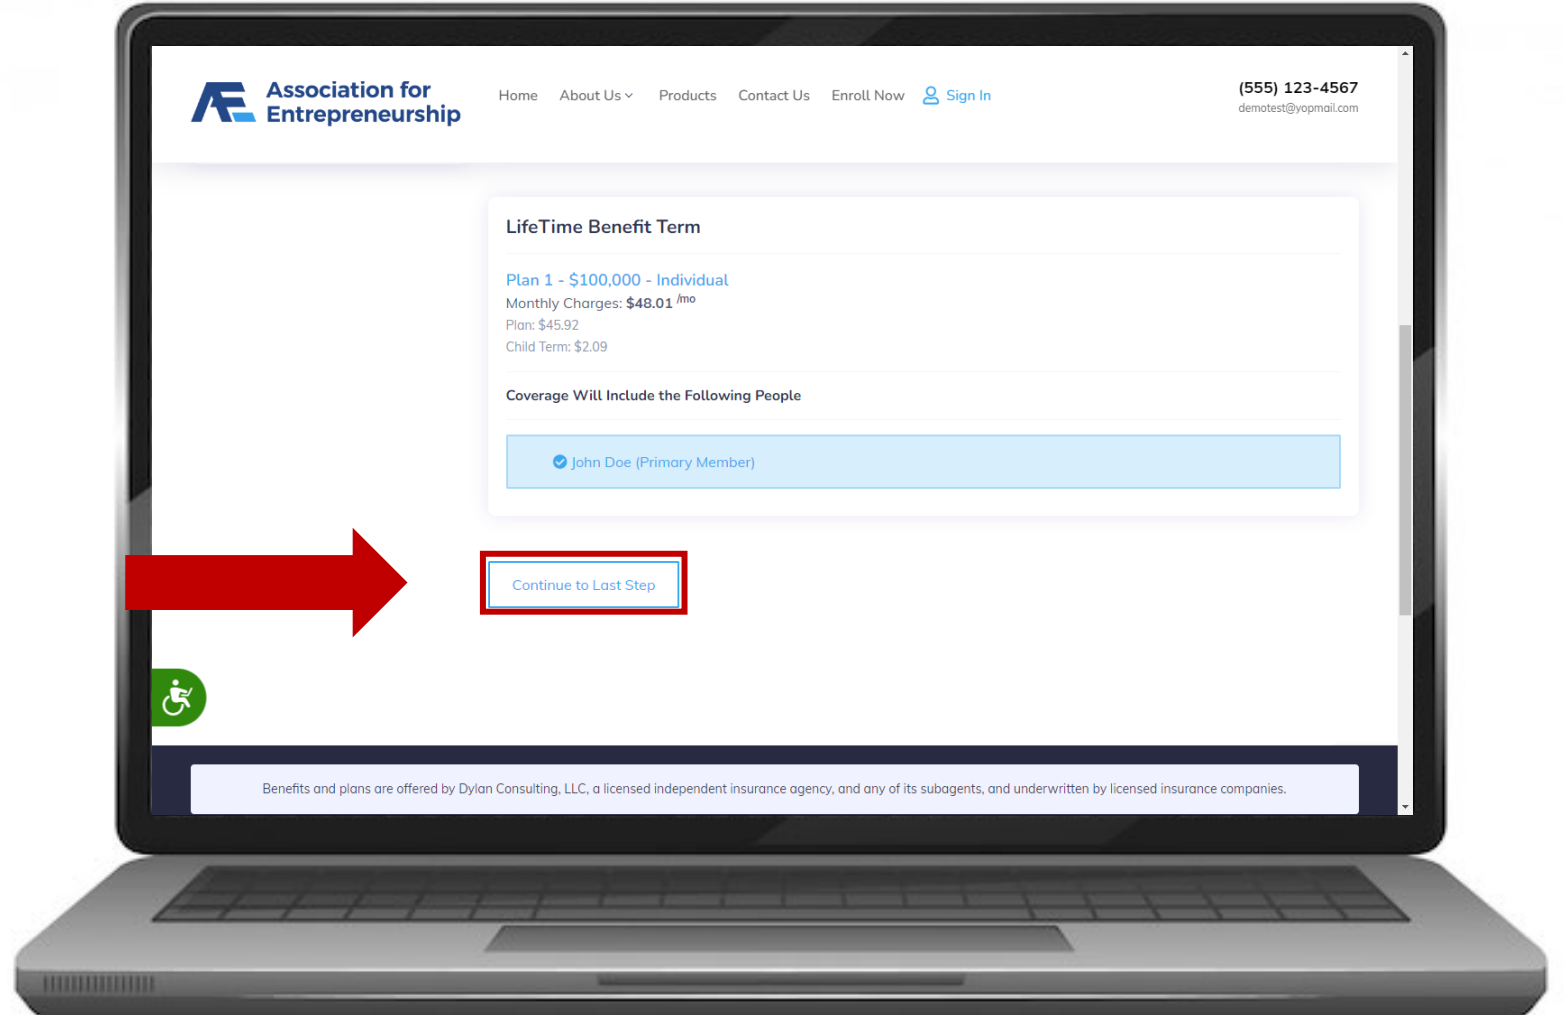 Association for
Entrepreneurship
Home About Us Products Contact Us Enroll Now Sign In
(555) 123-4567
demotest@yopmail.com
LifeTime Benefit Term
Plan 1 - $100,000 - Individual
Monthly Charges: $48.01 /mo
Plan: $45.92
Child Term: $2.09
Coverage Will Include the Following People
John Doe (Primary Member)
Continue to Last Step
Benefits and plans are offered by Dylan Consulting, LLC, a licensed independent insurance agency, and any of its subagents, and underwritten by licensed insurance companies.